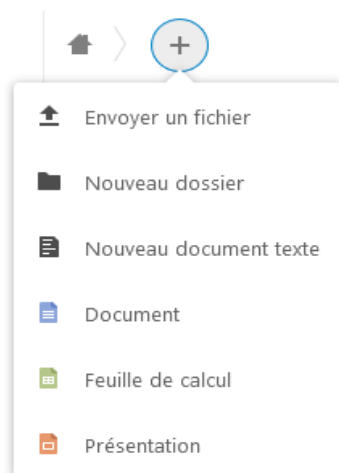 Envoyer un fichier
Nouveau dossier
Nouveau document texte
Document
Feuille de calcul
Présentation